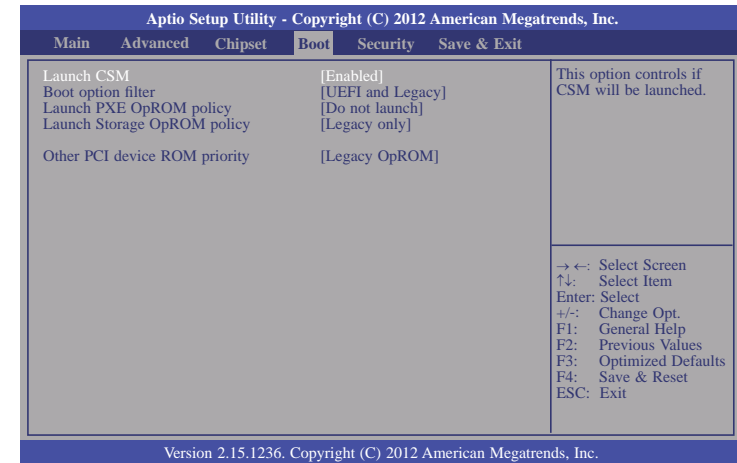 Aptio Setup Utility - Copyright (C) 2012 American Megatrends, Inc.
Main Advanced Chipset Boot Security Save & Exit
Launch CSM [Enabled]
Boot option filter [UEFI and Legacy]
Launch PXE OpROM policy [Do not launch]
Launch Storage OpROM policy [Legacy only]
Other PCI device ROM priority [Legacy OpROM]
This option controls if
CSM will be launched.
→ ←: Select Screen
↑↓: Select Item
Enter: Select
+/-: Change Opt.
F1: General Help
F2: Previous Values
F3: Optimized Defaults
F4: Save & Reset
ESC: Exit
Version 2.15.1236. Copyright (C) 2012 American Megatrends, Inc.